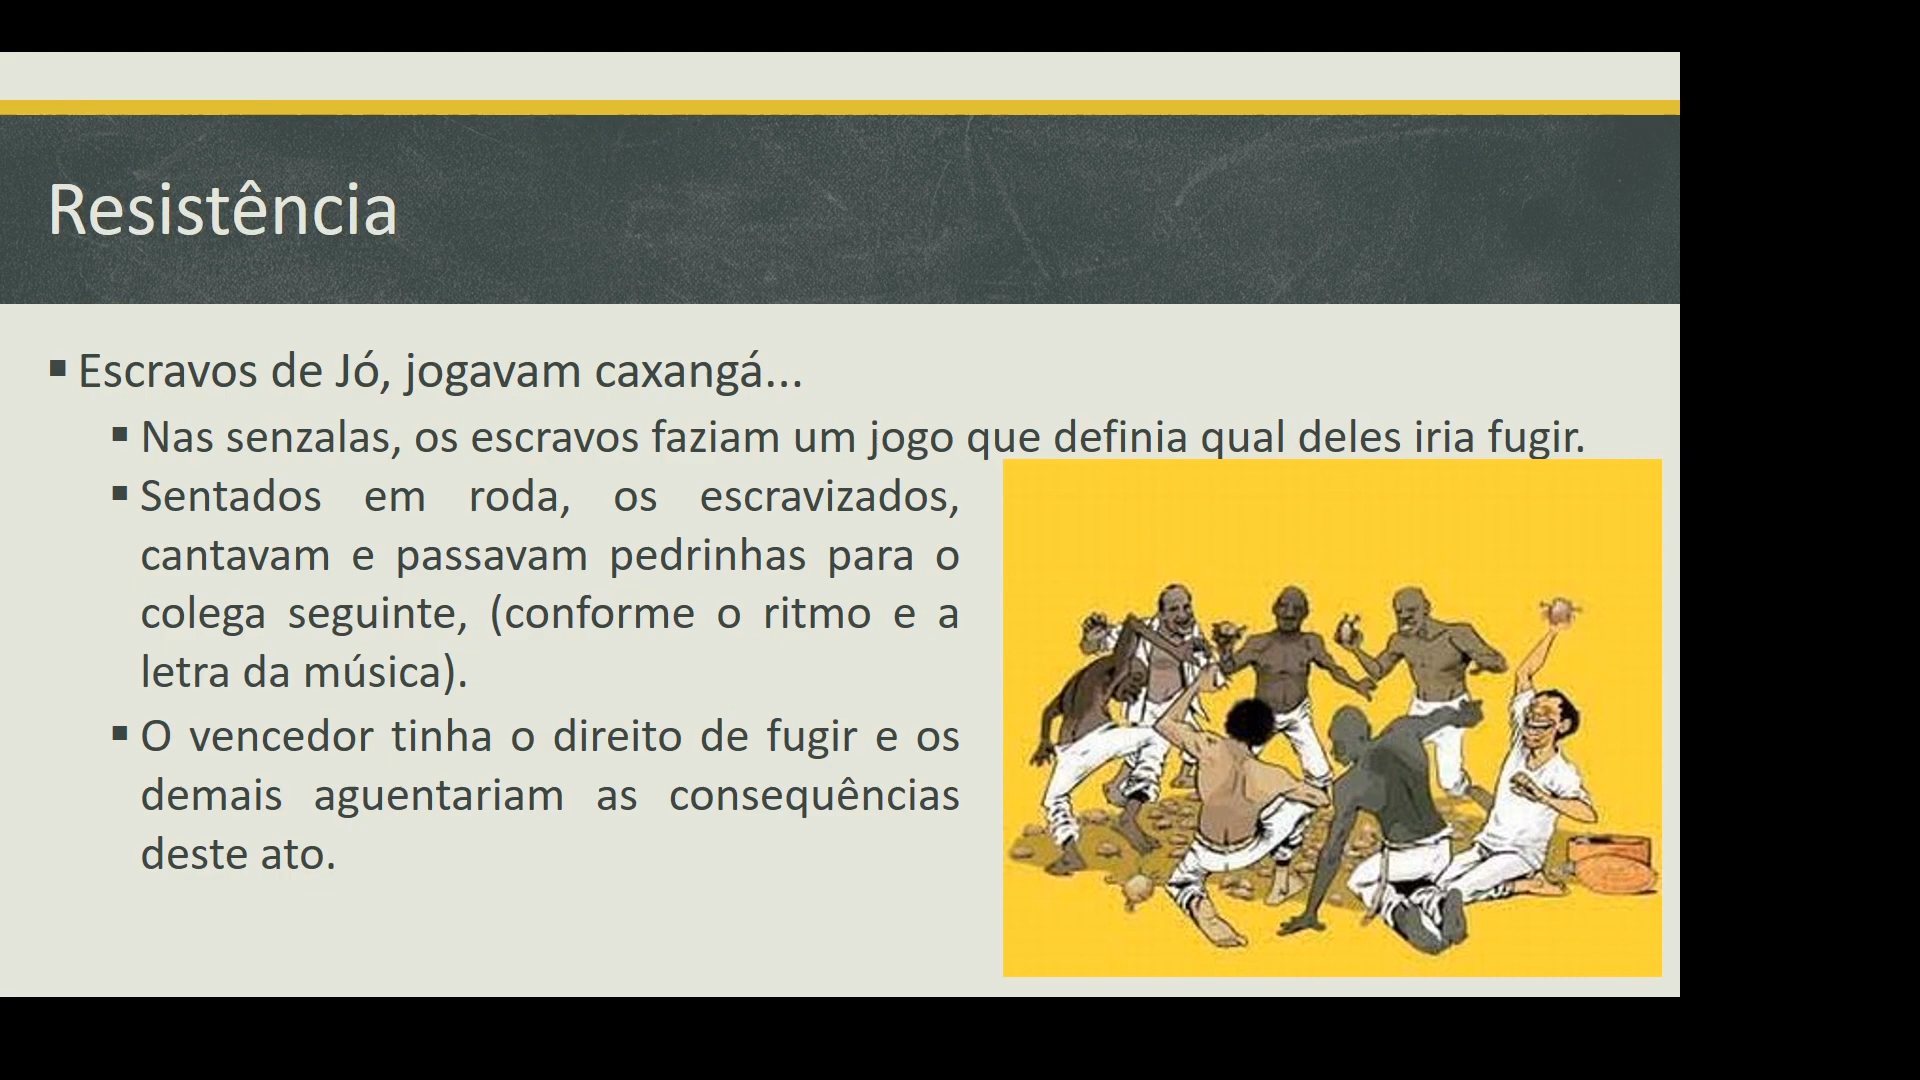 Resistência
▪ Escravos de Jó, jogavam caxangá...
▪ Nas senzalas, os escravos faziam um jogo que definia qual deles iria fugir.
▪ Sentados em roda, os escravizados,
cantavam e passavam pedrinhas para o
colega seguinte, (conforme o ritmo e a
letra da música).
▪ O vencedor tinha o direito de fugir e os
demais aguentariam as consequências
deste ato.